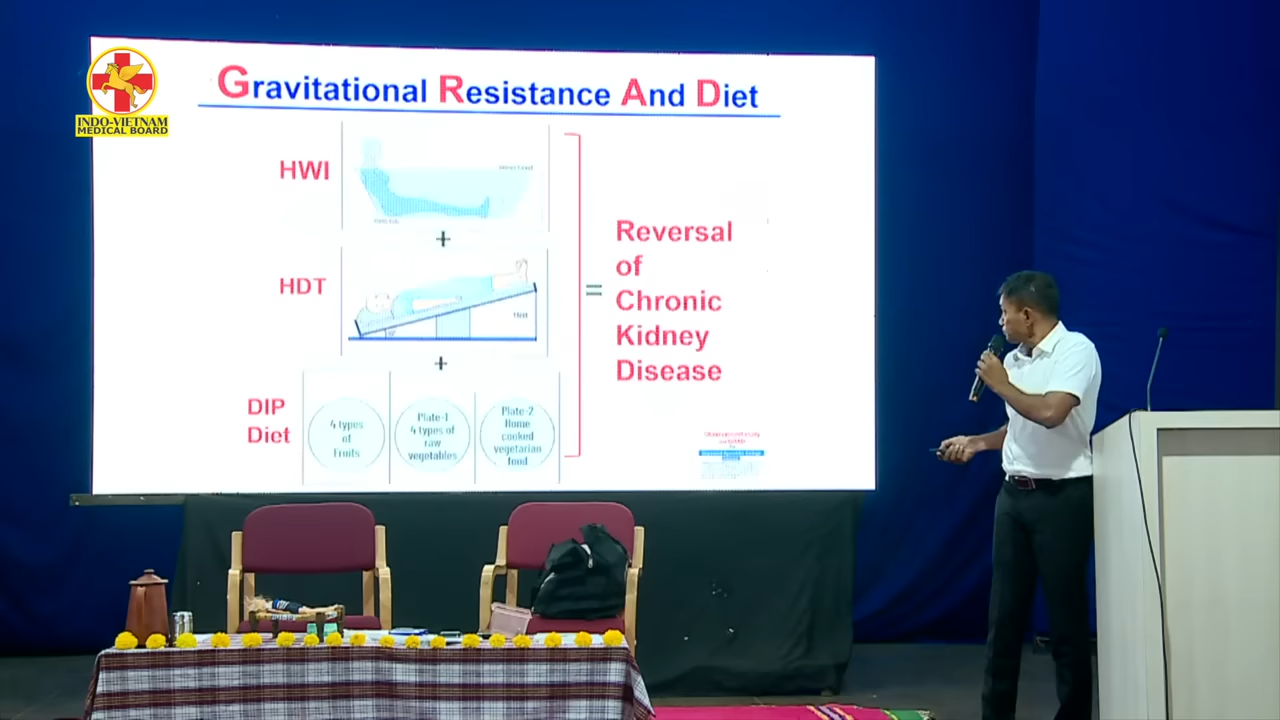 INDO-VIETNAM
MEDICAL BOARD
Gravitational Resistance And Diet
HWI
+
HDT
+
DIP
Diet
4 types
of
Fruits
Plate-1
4 types of
raw
vegetables
Plate-2
Home
cooked
vegetarian
food
=
Reversal
of
Chronic
Kidney
Disease